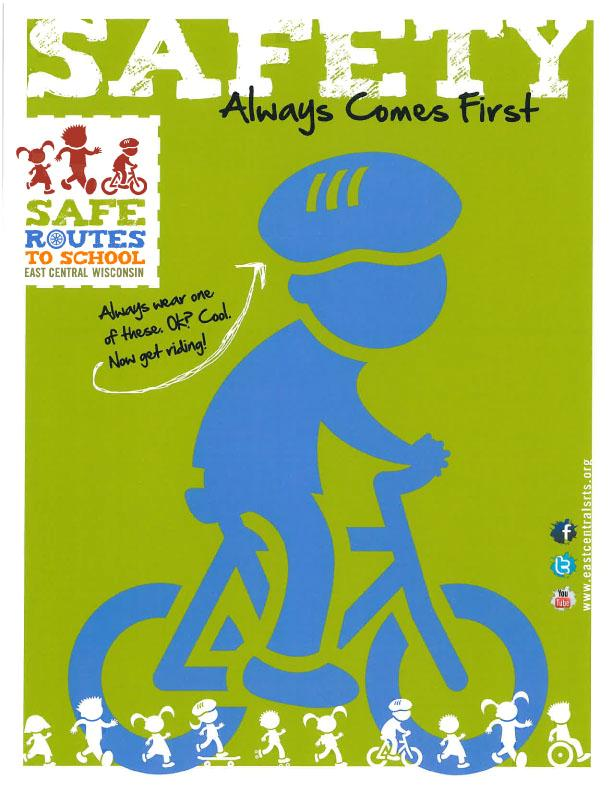 SAFETY
Always Comes First
SAFE
ROUTES
TO SCHOOL
EAST CENTRAL WISCONSIN
Always wear one
of these. Ok? Cool.
Now get riding!
www.eastcentralsrts.org
f
t
You
Tube